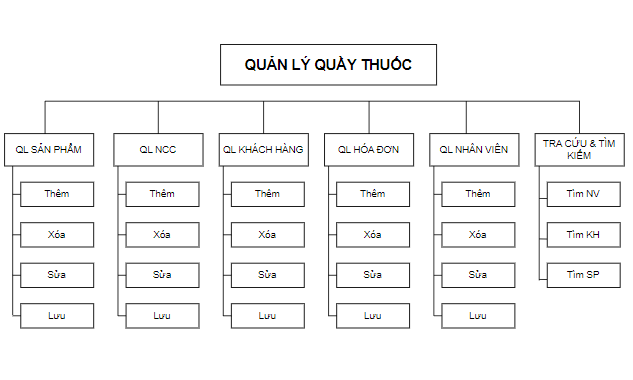 QUẢN LÝ QUẦY THUỐC
QL SẢN PHẨM
QL NCC
QL KHÁCH HÀNG
QL HÓA ĐƠN
QL NHÂN VIÊN
TRA CỨU & TÌM
KIẾM
Thêm
Thêm
Thêm
Thêm
Thêm
Tìm NV
Xóa
Xóa
Xóa
Xóa
Xóa
Tìm KH
Sửa
Sửa
Sửa
Sửa
Sửa
Tìm SP
Lưu
Lưu
Lưu
Lưu
Lưu